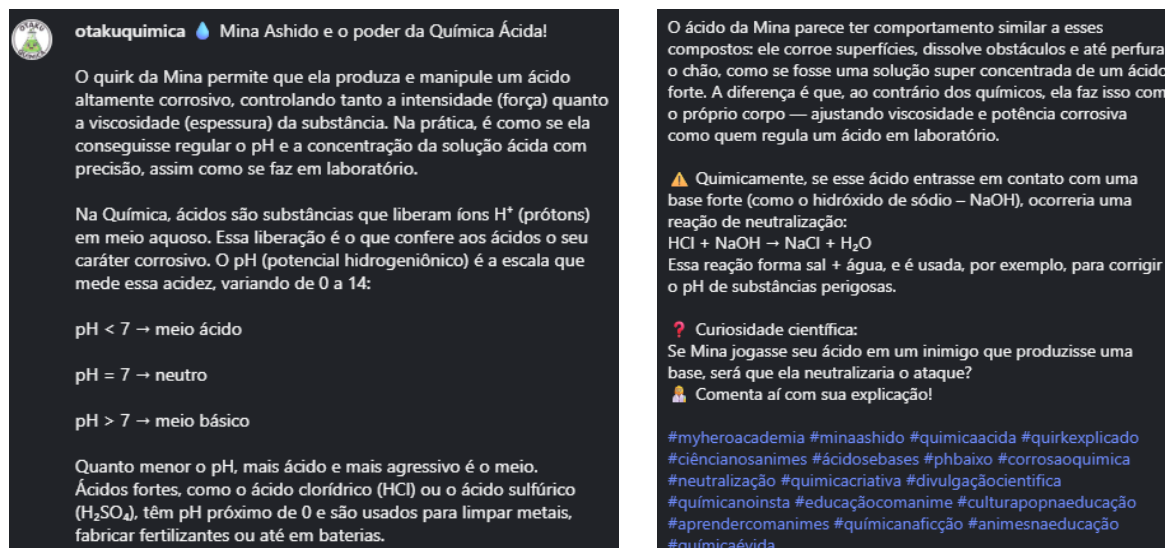 otakuquimica 💧 Mina Ashido e o poder da Química Ácida!
O quirk da Mina permite que ela produza e manipule um ácido
altamente corrosivo, controlando tanto a intensidade (força) quanto
a viscosidade (espessura) da substância. Na prática, é como se ela
conseguisse regular o pH e a concentração da solução ácida com
precisão, assim como se faz em laboratório.
Na Química, ácidos são substâncias que liberam íons H⁺ (prótons)
em meio aquoso. Essa liberação é o que confere aos ácidos o seu
caráter corrosivo. O pH (potencial hidrogeniônico) é a escala que
mede essa acidez, variando de 0 a 14:
pH < 7 → meio ácido
pH = 7 → neutro
pH > 7 → meio básico
Quanto menor o pH, mais ácido e mais agressivo é o meio.
Ácidos fortes, como o ácido clorídrico (HCl) ou o ácido sulfúrico
(H₂SO₄), têm pH próximo de 0 e são usados para limpar metais,
fabricar fertilizantes ou até em baterias.
O ácido da Mina parece ter comportamento similar a esses
compostos: ele corroe superfícies, dissolve obstáculos e até perfura
o chão, como se fosse uma solução super concentrada de um ácido
forte. A diferença é que, ao contrário dos químicos, ela faz isso com
o próprio corpo — ajustando viscosidade e potência corrosiva
como quem regula um ácido em laboratório.
⚠️ Quimicamente, se esse ácido entrasse em contato com uma
base forte (como o hidróxido de sódio – NaOH), ocorreria uma
reação de neutralização:
HCl + NaOH → NaCl + H₂O
Essa reação forma sal + água, e é usada, por exemplo, para corrigir
o pH de substâncias perigosas.
❓ Curiosidade científica:
Se Mina jogasse seu ácido em um inimigo que produzisse uma
base, será que ela neutralizaria o ataque?
👩‍🔬 Comenta aí com sua explicação!
#myheroacademia #minaashido #quimicaacida #quirkexplicado
#ciêncianosanimes #ácidosebases #phbaixo #corrosaoquimica
#neutralização #quimicacriativa #divulgaçãocientifica
#químicanoinsta #educaçãocomanime #culturapopnaeducação
#aprendercomanimes #químicanaficção #animesnaeducação
#químicaévida